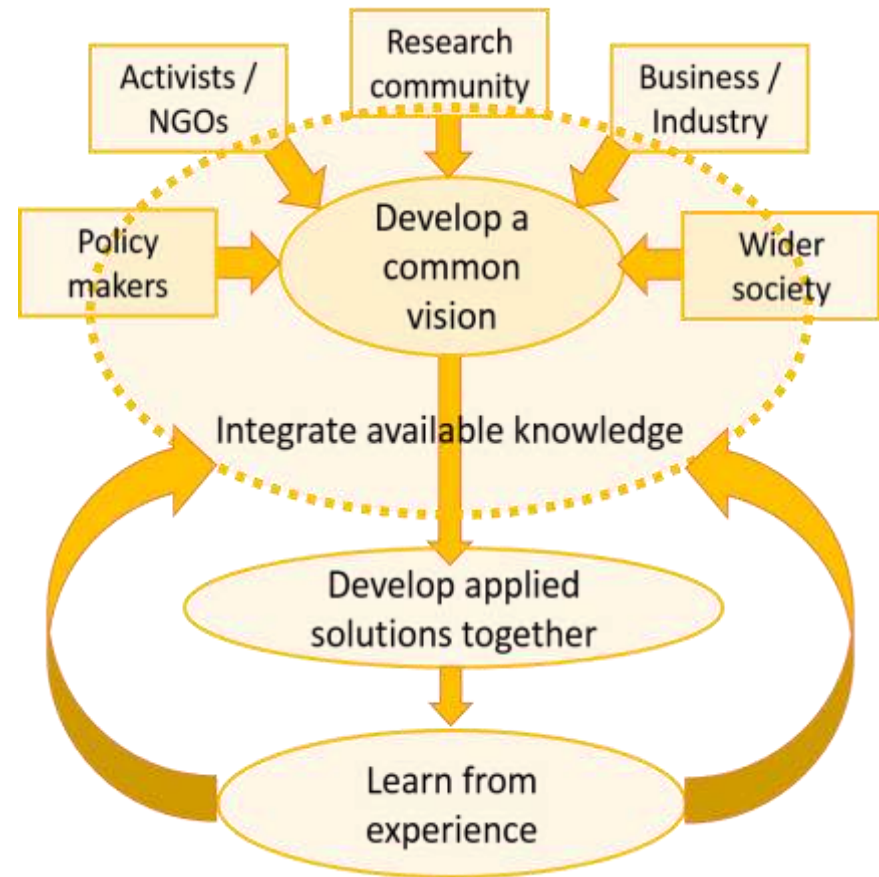 Research
community
Activists /
NGOs
Business /
Industry
Policy
makers
Develop a
common
vision
Wider
society
Integrate available knowledge
Develop applied
solutions together
Learn from
experience